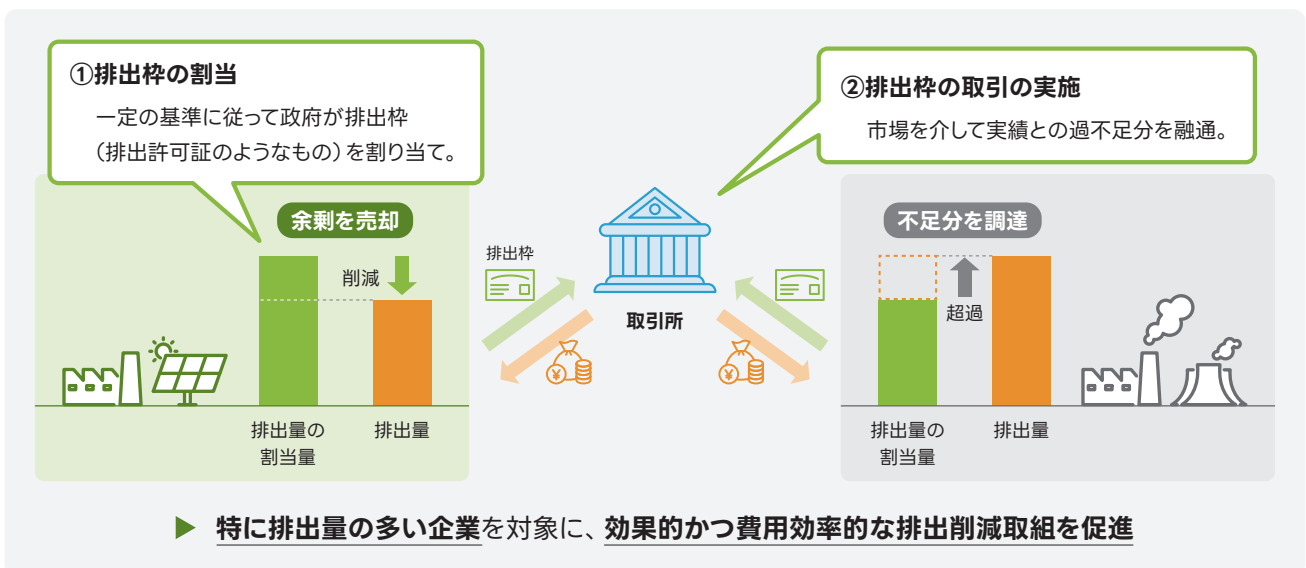 ①排出枠の割当
一定の基準に従って政府が排出枠
（排出許可証のようなもの）を割り当て。
②排出枠の取引の実施
市場を介して実績との過不足分を融通。
余剰を売却
削減
排出量の
割当量
排出量
排出枠
取引所
¥
¥
不足分を調達
超過
排出量の
割当量
排出量
▶ 特に排出量の多い企業を対象に、効果的かつ費用効率的な排出削減取組を促進